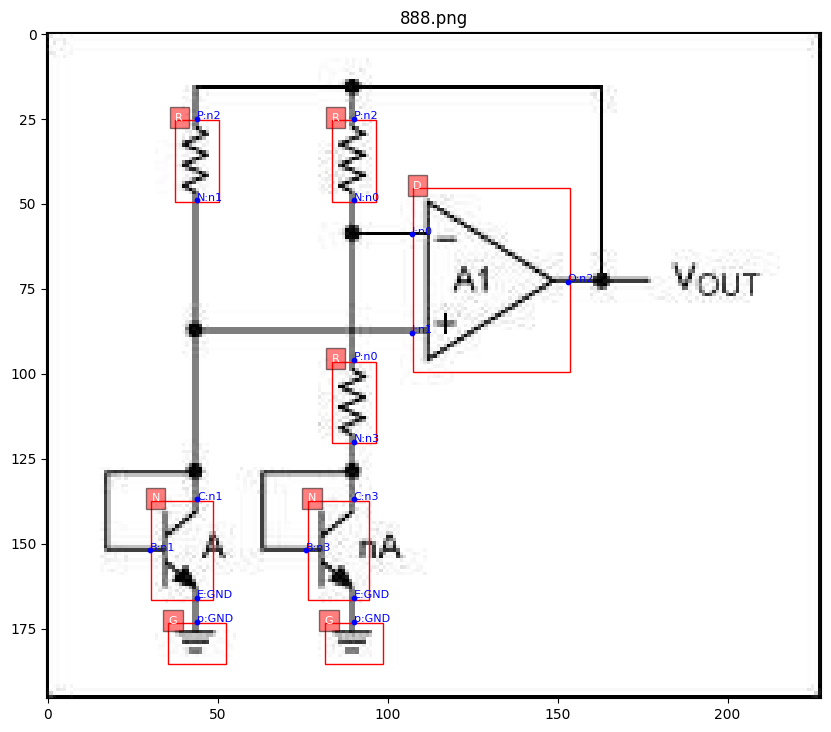 888.png
0
25
50
75
100
125
150
175
0
50
100
150
200
R
P:n2
N:n1
R
P:n2
N:n0
D
I:n0
−
A1
+
I:n1
O:n2
VOUT
R
P:n0
N:n3
N
C:n1
B:n1
A
E:GND
N
C:n3
B:n3
nA
E:GND
G
p:GND
G
p:GND